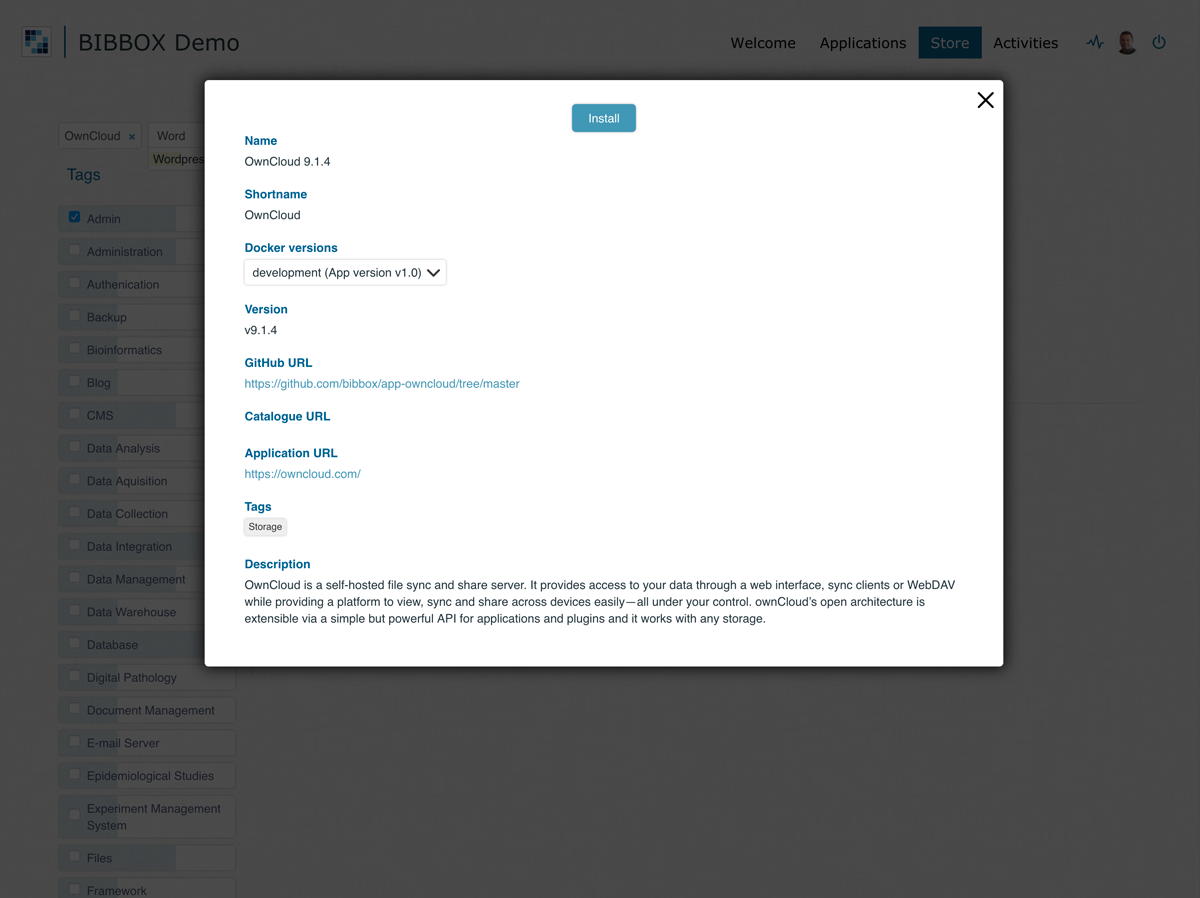 BIBBOX Demo
Welcome
Applications
Store
Activities
OwnCloud ×
Word
Wordpres
Tags
Admin
Administration
Authenication
Backup
Bioinformatics
Blog
CMS
Data Analysis
Data Aquisition
Data Collection
Data Integration
Data Management
Data Warehouse
Database
Digital Pathology
Document Management
E-mail Server
Epidemiological Studies
Experiment Management
System
Files
Framework
Install
Name
OwnCloud 9.1.4
Shortname
OwnCloud
Docker versions
development (App version v1.0)
Version
v9.1.4
GitHub URL
https://github.com/bibbox/app-owncloud/tree/master
Catalogue URL
Application URL
https://owncloud.com/
Tags
Storage
Description
OwnCloud is a self-hosted file sync and share server. It provides access to your data through a web interface, sync clients or WebDAV
while providing a platform to view, sync and share across devices easily—all under your control. ownCloud's open architecture is
extensible via a simple but powerful API for applications and plugins and it works with any storage.